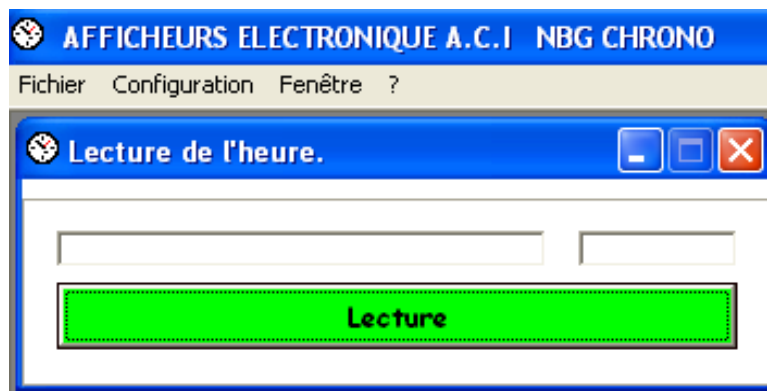 AFFICHEURS ELECTRONIQUE A.C.I NBG CHRONO
Fichier Configuration Fenêtre ?
Lecture de l'heure.
Lecture